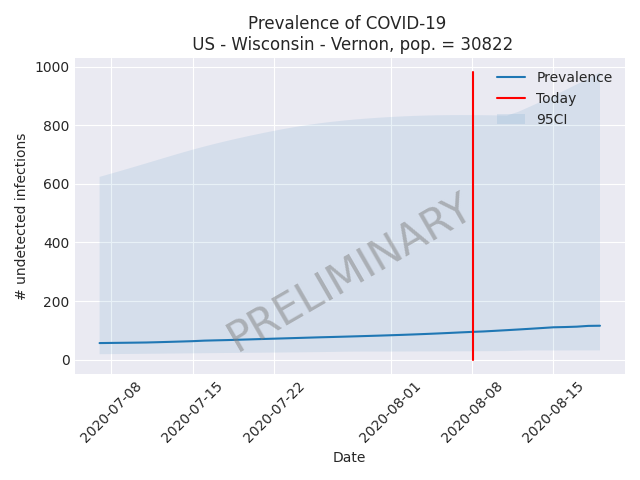 Prevalence of COVID-19
US - Wisconsin - Vernon, pop. = 30822
1000
800
600
400
200
0
# undetected infections
Prevalence
Today
95CI
PRELIMINARY
2020-07-08
2020-07-15
2020-07-22
2020-08-01
2020-08-08
2020-08-15
Date